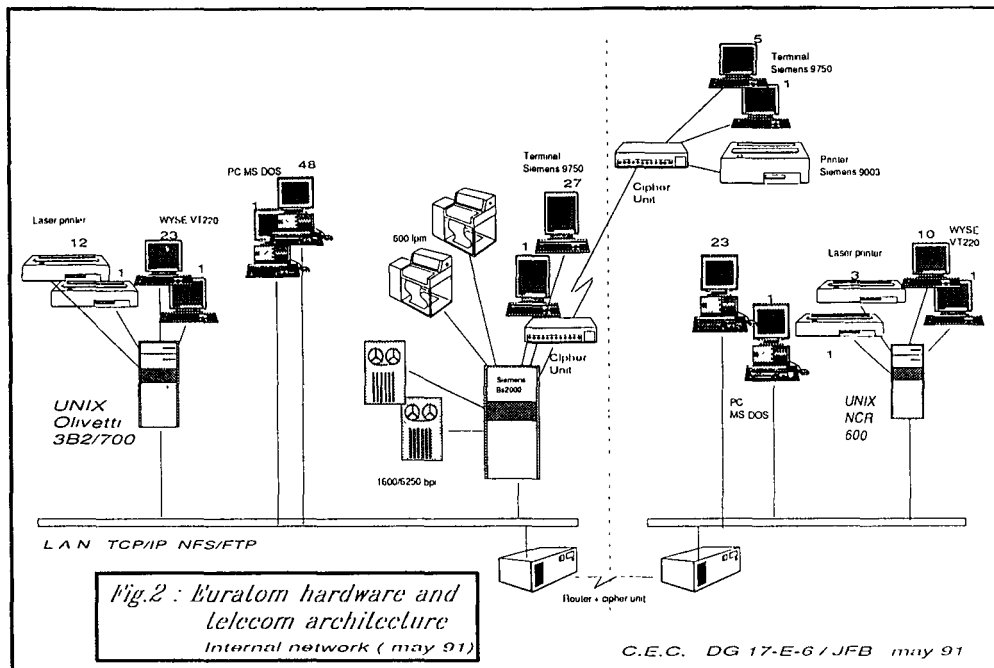 5
Terminal
Siemens 9750
1
48
PC MS DOS
Terminal
Siemens 9750
27
Cipher
Unit
Printer
Siemens 9003
Laser printer
12
WYSE VT220
23
1
1
1
600 lpm
1
23
Laser printer
3
10
WYSE
VT220
1
1
1
Cipher
Unit
Siemens
Bs2000
UNIX
Olivetti
3B2/700
PC
MS DOS
UNIX
NCR
600
1600/6250 bpi
LAN TCP/IP NFS/FTP
Router + cipher unit
Fig.2 : Euratom hardware and
telecom architecture
Internal network ( may 91)
C.E.C. DG 17-E-6 / JFB may 91